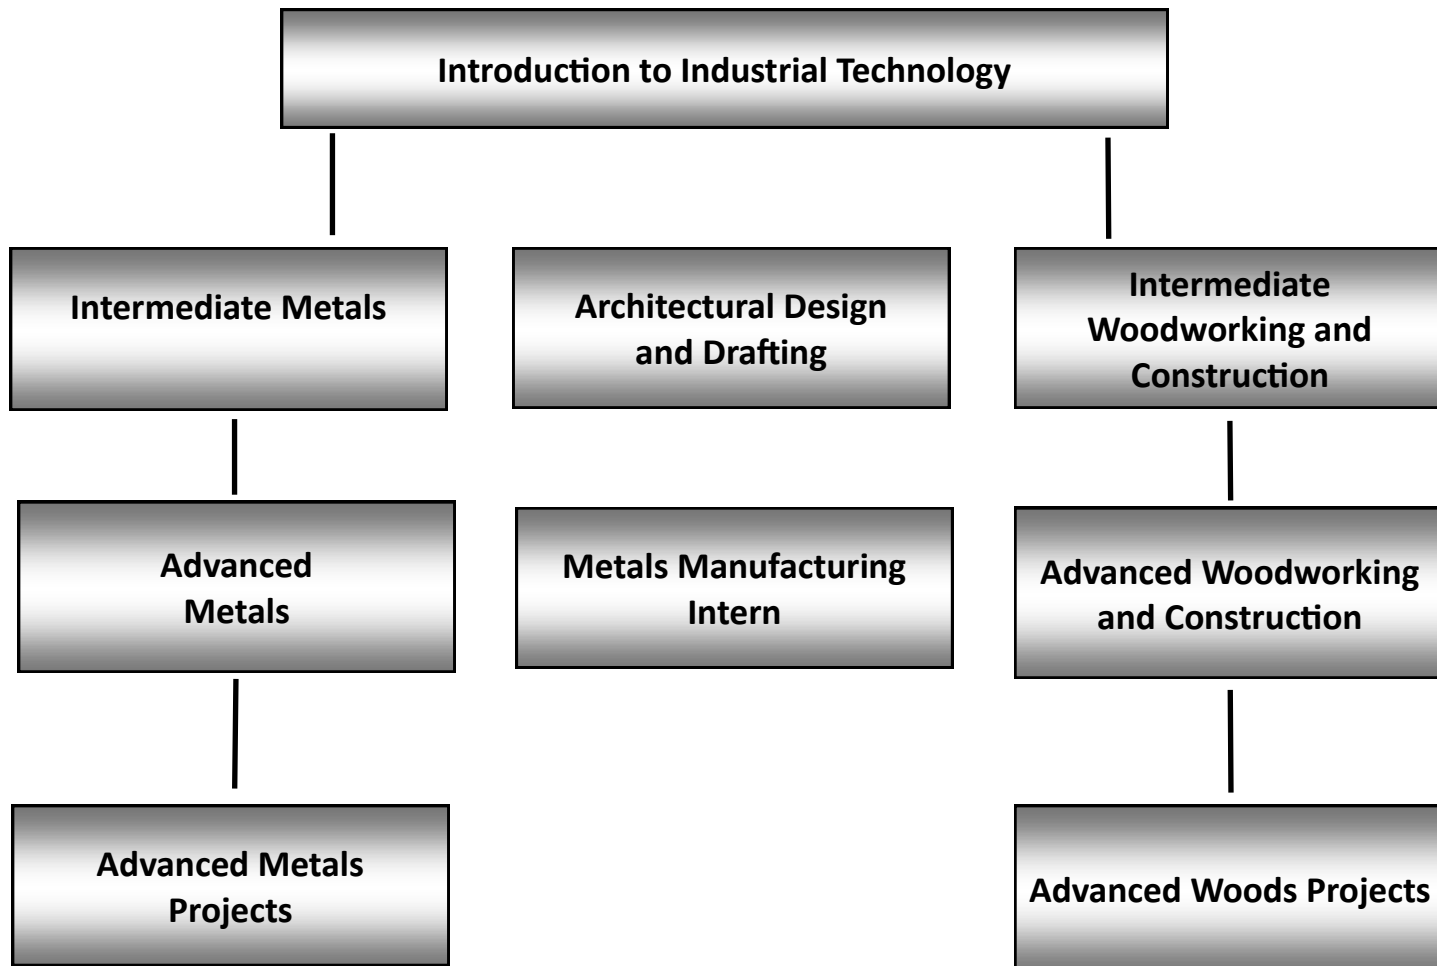 Introduction to Industrial Technology
Intermediate Metals
Architectural Design
and Drafting
Intermediate
Woodworking and
Construction
Advanced
Metals
Metals Manufacturing
Intern
Advanced Woodworking
and Construction
Advanced Metals
Projects
Advanced Woods Projects